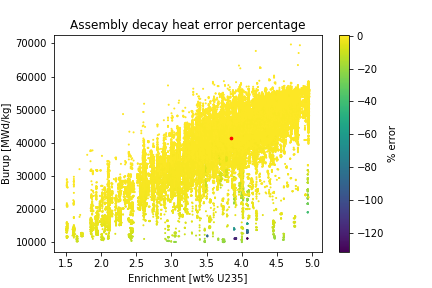 Assembly decay heat error percentage
70000
60000
50000
40000
30000
20000
10000
Burup [MWd/kg]
1.5 2.0 2.5 3.0 3.5 4.0 4.5 5.0
Enrichment [wt% U235]
0
−20
−40
−60
−80
−100
−120
% error